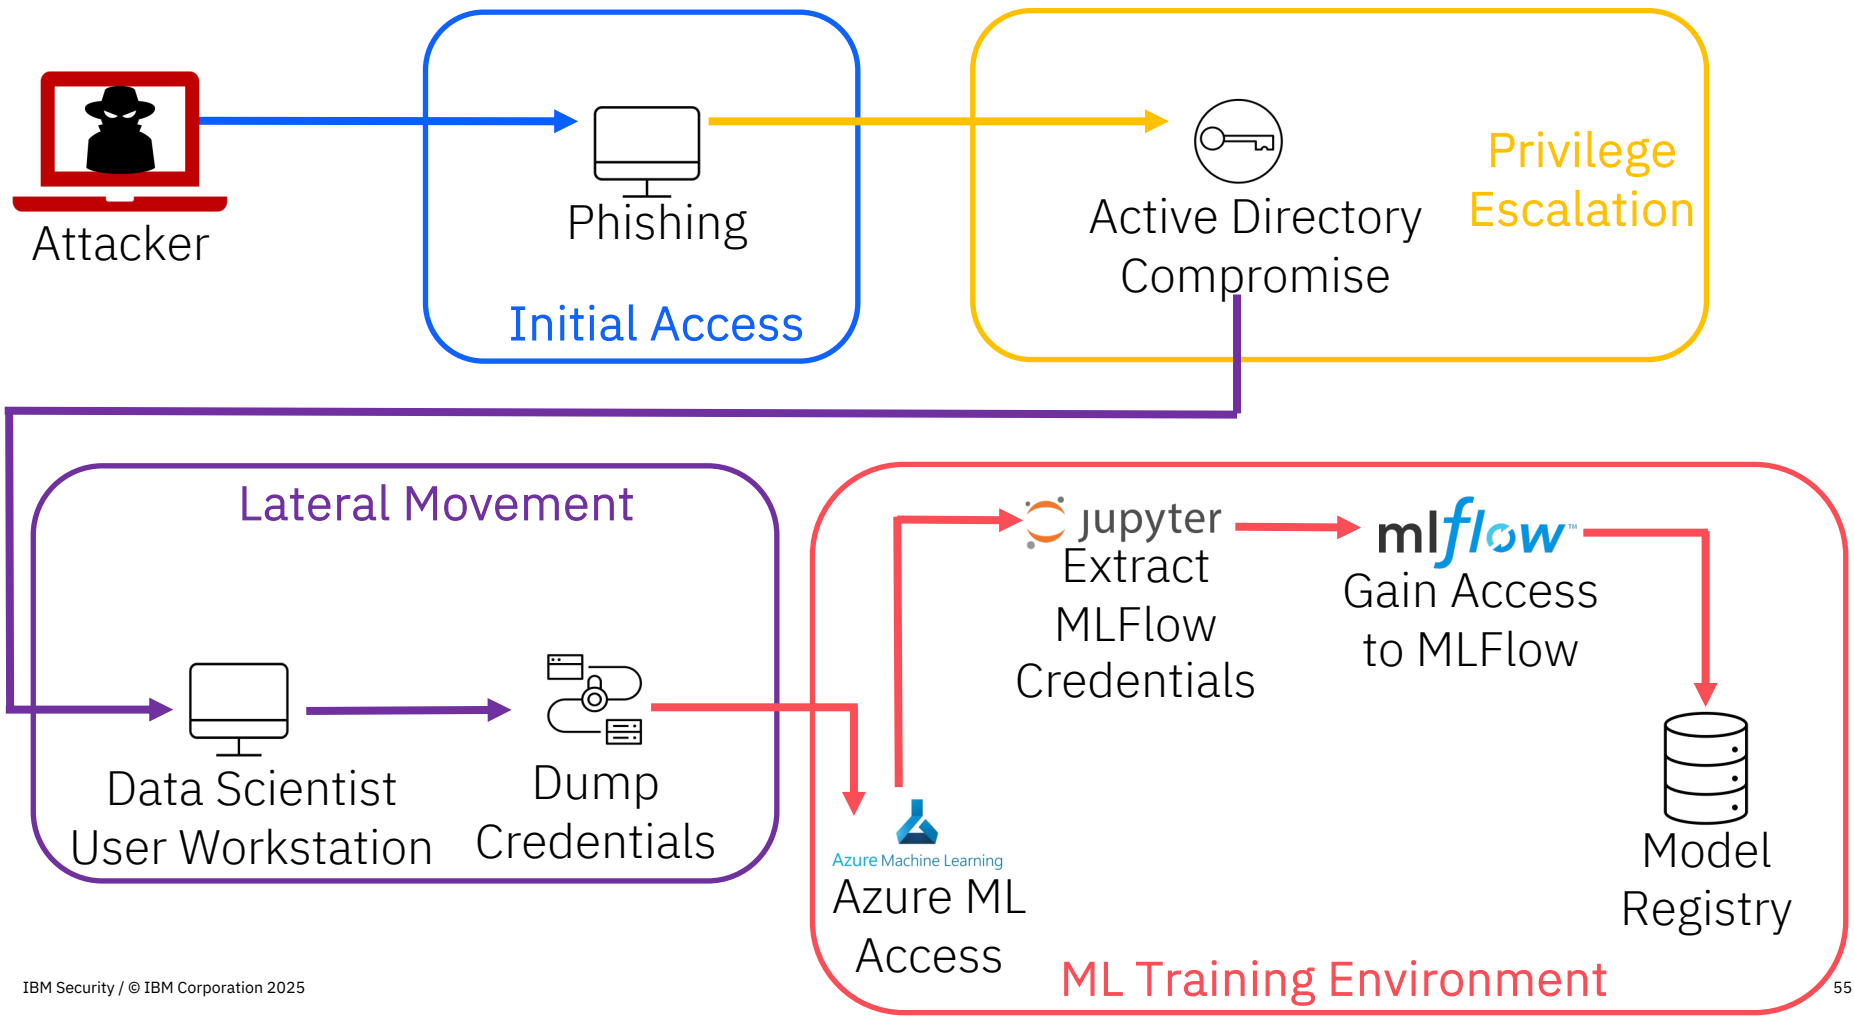 Attacker
Phishing
Initial Access
Active Directory
Compromise
Privilege
Escalation
Lateral Movement
Data Scientist
User Workstation
Dump
Credentials
Azure Machine Learning
Azure ML
Access
jupyter
Extract
MLFlow
Credentials
mlflow™
Gain Access
to MLFlow
Model
Registry
ML Training Environment
IBM Security / © IBM Corporation 2025
55